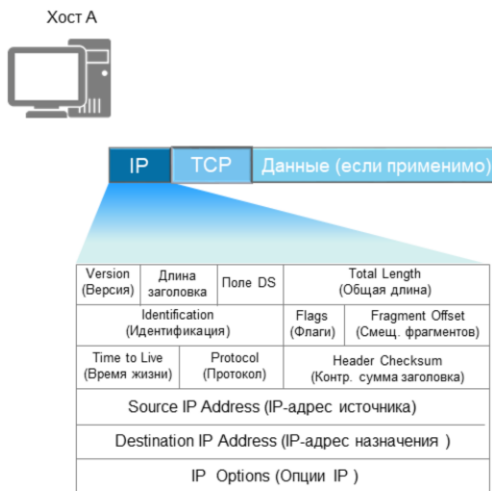 Хост А
IP TCP Данные (если применимо)
Version (Версия) Длина заголовка Поле DS Total Length (Общая длина)
Identification (Идентификация) Flags (Флаги) Fragment Offset (Смещ. фрагментов)
Time to Live (Время жизни) Protocol (Протокол) Header Checksum (Контр. сумма заголовка)
Source IP Address (IP-адрес источника)
Destination IP Address (IP-адрес назначения )
IP Options (Опции IP )